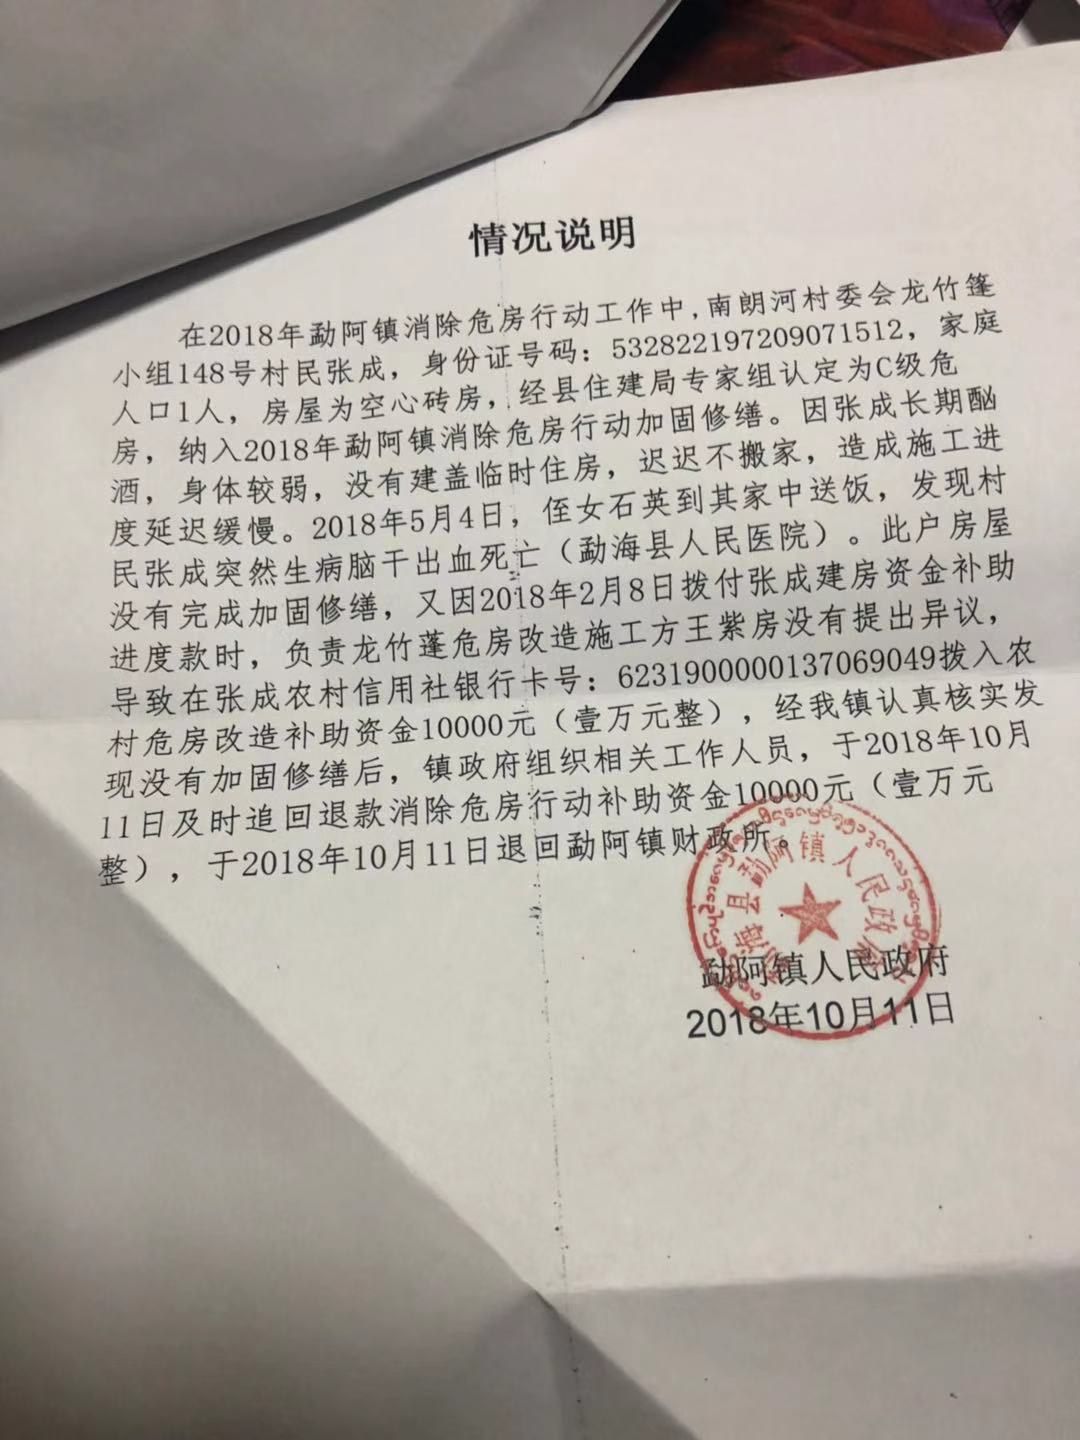 情况说明
在2018年勐阿镇消除危房行动工作中,南朗河村委会龙竹篷
小组148号村民张成，身份证号码：532822197209071512，家庭
人口1人，房屋为空心砖房，经县住建局专家组认定为C级危
房，纳入2018年勐阿镇消除危房行动加固修缮。因张成长期酗
酒，身体较弱，没有建盖临时住房，迟迟不搬家，造成施工进
度延迟缓慢。2018年5月4日，侄女石英到其家中送饭，发现村
民张成突然生病脑干出血死亡（勐海县人民医院）。此户房屋
没有完成加固修缮，又因2018年2月8日拨付张成建房资金补助
进度款时，负责龙竹蓬危房改造施工方王紫房没有提出异议，
导致在张成农村信用社银行卡号：6231900000137069049拨入农
村危房改造补助资金10000元（壹万元整），经我镇认真核实发
现没有加固修缮后，镇政府组织相关工作人员，于2018年10月
11日及时追回退款消除危房行动补助资金10000元（壹万元
整），于2018年10月11日退回勐阿镇财政所。
勐海县勐阿镇人民政府
勐阿镇人民政府
2018年10月11日